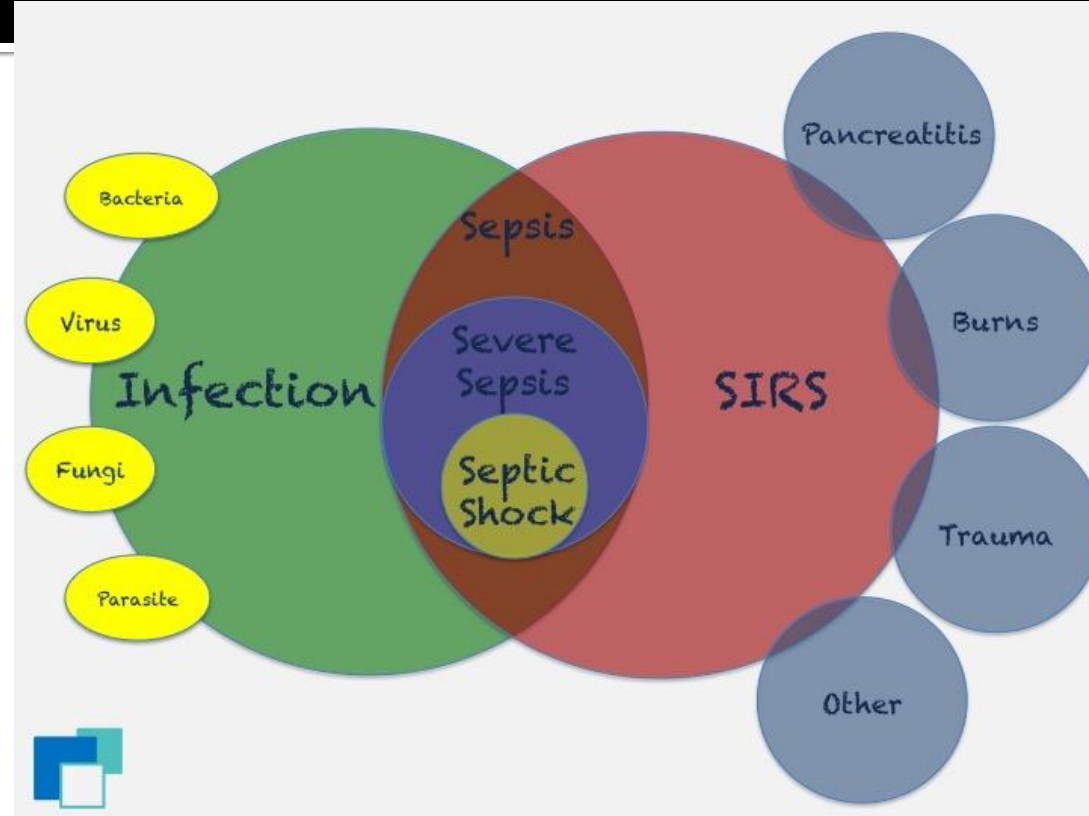 Pancreatitis
Bacteria
Sepsis
Virus
Burns
Severe
Sepsis
Infection
SIRS
Fungi
Septic
Shock
Trauma
Parasite
Other